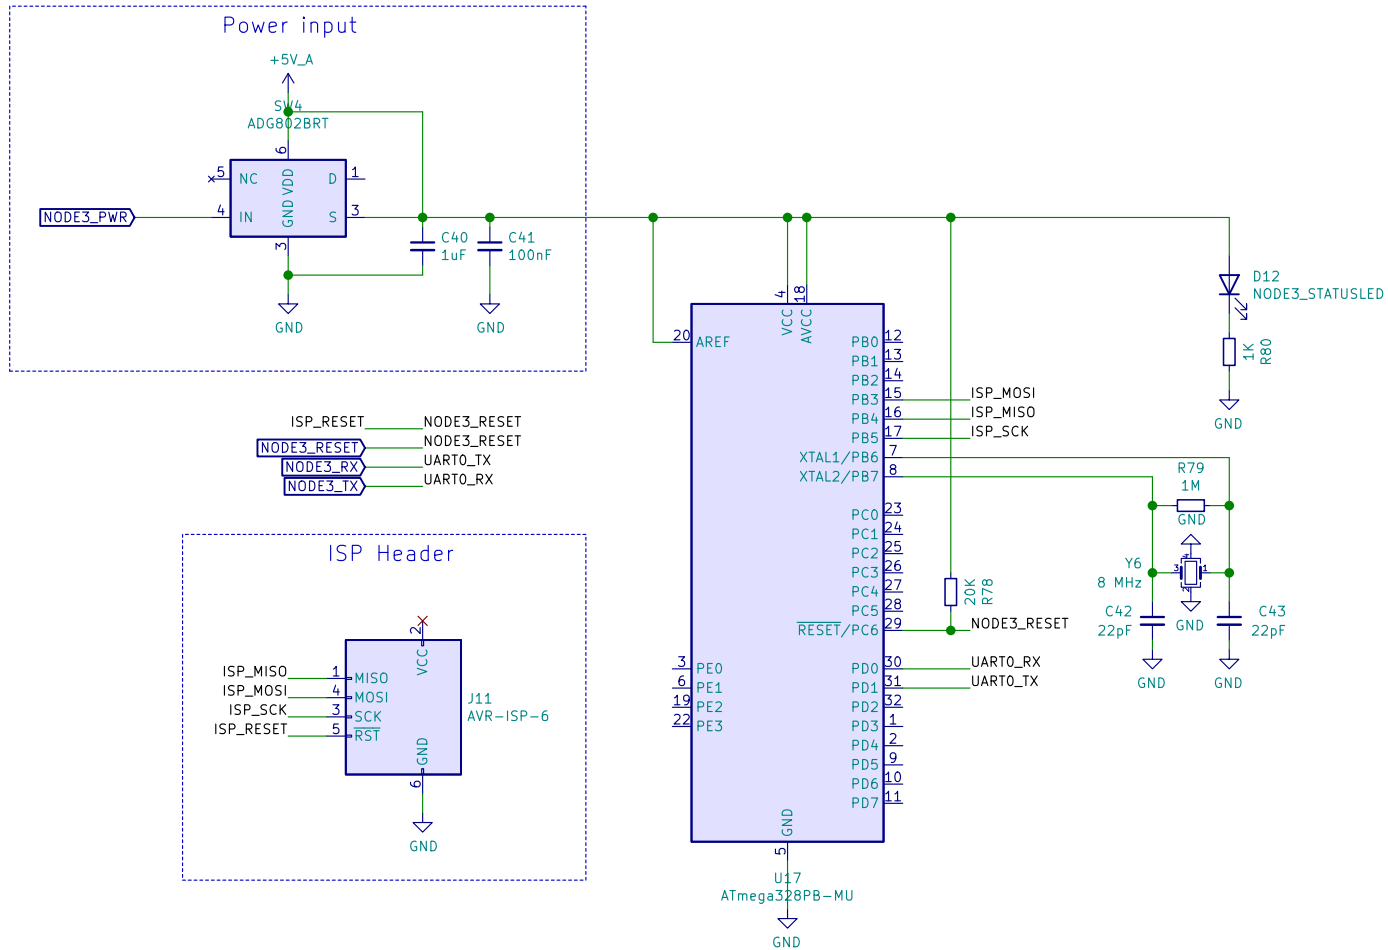 Power input
+5V_A
SW4
ADG802BRT
6
5
NC
VDD
D
1
NODE3_PWR
4
IN
GND
S
3
3
C40
1uF
C41
100nF
GND
GND
4
18
VCC
AVCC
D12
NODE3_STATUSLED
1K
R80
GND
20
AREF
PB0
12
PB1
13
PB2
14
PB3
15
ISP_MOSI
PB4
16
ISP_MISO
PB5
17
ISP_SCK
XTAL1/PB6
7
XTAL2/PB7
8
ISP_RESET
NODE3_RESET
NODE3_RESET
NODE3_RESET
NODE3_RX
UART0_TX
NODE3_TX
UART0_RX
R79
1M
GND
PC0
23
PC1
24
PC2
25
PC3
26
PC4
27
PC5
28
RESET/PC6
29
NODE3_RESET
20K
R78
Y6
8 MHz
4
3
1
2
GND
C42
22pF
C43
22pF
GND
GND
ISP Header
2
VCC
ISP_MISO
1
MISO
ISP_MOSI
4
MOSI
ISP_SCK
3
SCK
ISP_RESET
5
RST
GND
6
J11
AVR-ISP-6
GND
3
PE0
6
PE1
19
PE2
22
PE3
PD0
30
UART0_RX
PD1
31
UART0_TX
PD2
32
PD3
1
PD4
2
PD5
9
PD6
10
PD7
11
GND
5
U17
ATmega328PB-MU
GND